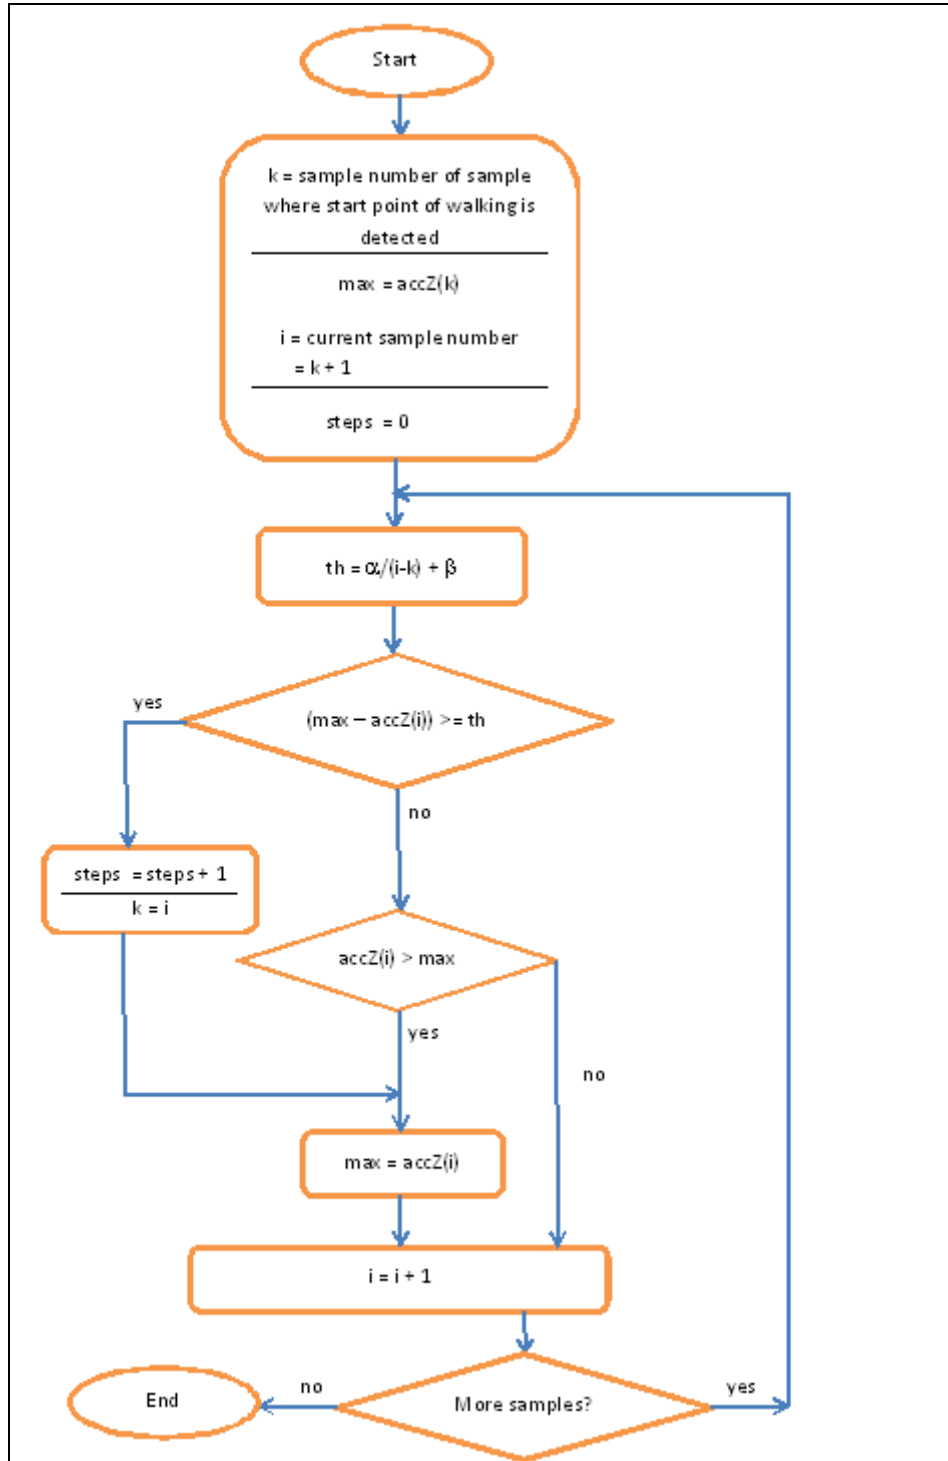 Start
k = sample number of sample
where start point of walking is
detected
max = accZ(k)
i = current sample number
= k + 1
steps = 0
th = α/(i-k) + β
yes
(max – accZ(i)) >= th
no
steps = steps + 1
k = i
accZ(i) > max
yes
no
max = accZ(i)
i = i + 1
End
no
More samples?
yes